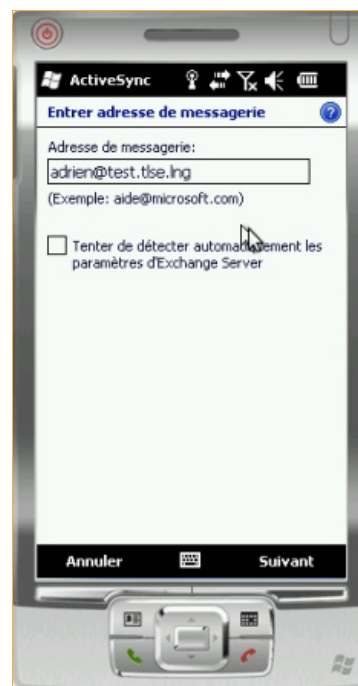 ActiveSync
Entrer adresse de messagerie
Adresse de messagerie:
adrien@test.tlse.lng
(Exemple: aide@microsoft.com)
Tenter de détecter automatiquement les
paramètres d'Exchange Server
Annuler
Suivant